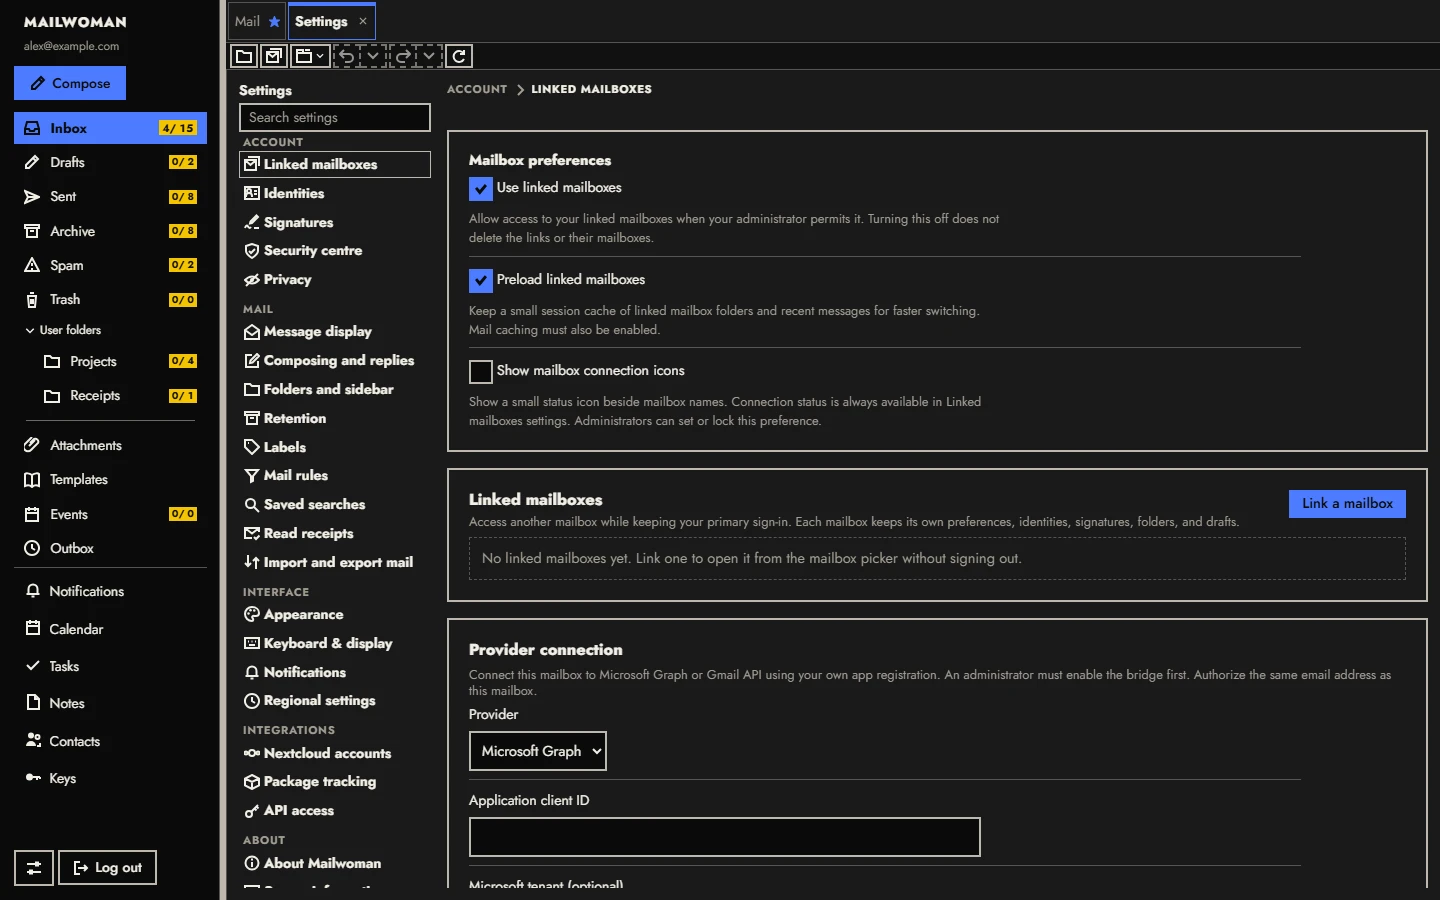 MAILWOMAN
alex@example.com
Compose
Inbox 4/ 15
Drafts 0/ 2
Sent 0/ 8
Archive 0/ 8
Spam 0/ 2
Trash 0/ 0
User folders
Projects 0/ 4
Receipts 0/ 1
Attachments
Templates
Events 0/ 0
Outbox
Notifications
Calendar
Tasks
Notes
Contacts
Keys
Log out
Mail
Settings ×
Settings
Search settings
ACCOUNT
Linked mailboxes
Identities
Signatures
Security centre
Privacy
MAIL
Message display
Composing and replies
Folders and sidebar
Retention
Labels
Mail rules
Saved searches
Read receipts
Import and export mail
INTERFACE
Appearance
Keyboard & display
Notifications
Regional settings
INTEGRATIONS
Nextcloud accounts
Package tracking
API access
ABOUT
About Mailwoman
ACCOUNT > LINKED MAILBOXES
Mailbox preferences
Use linked mailboxes
Allow access to your linked mailboxes when your administrator permits it. Turning this off does not
delete the links or their mailboxes.
Preload linked mailboxes
Keep a small session cache of linked mailbox folders and recent messages for faster switching.
Mail caching must also be enabled.
Show mailbox connection icons
Show a small status icon beside mailbox names. Connection status is always available in Linked
mailboxes settings. Administrators can set or lock this preference.
Linked mailboxes
Access another mailbox while keeping your primary sign-in. Each mailbox keeps its own preferences, identities, signatures, folders, and drafts.
Link a mailbox
No linked mailboxes yet. Link one to open it from the mailbox picker without signing out.
Provider connection
Connect this mailbox to Microsoft Graph or Gmail API using your own app registration. An administrator must enable the bridge first. Authorize the same email address as
this mailbox.
Provider
Microsoft Graph
Application client ID
Microsoft tenant (optional)